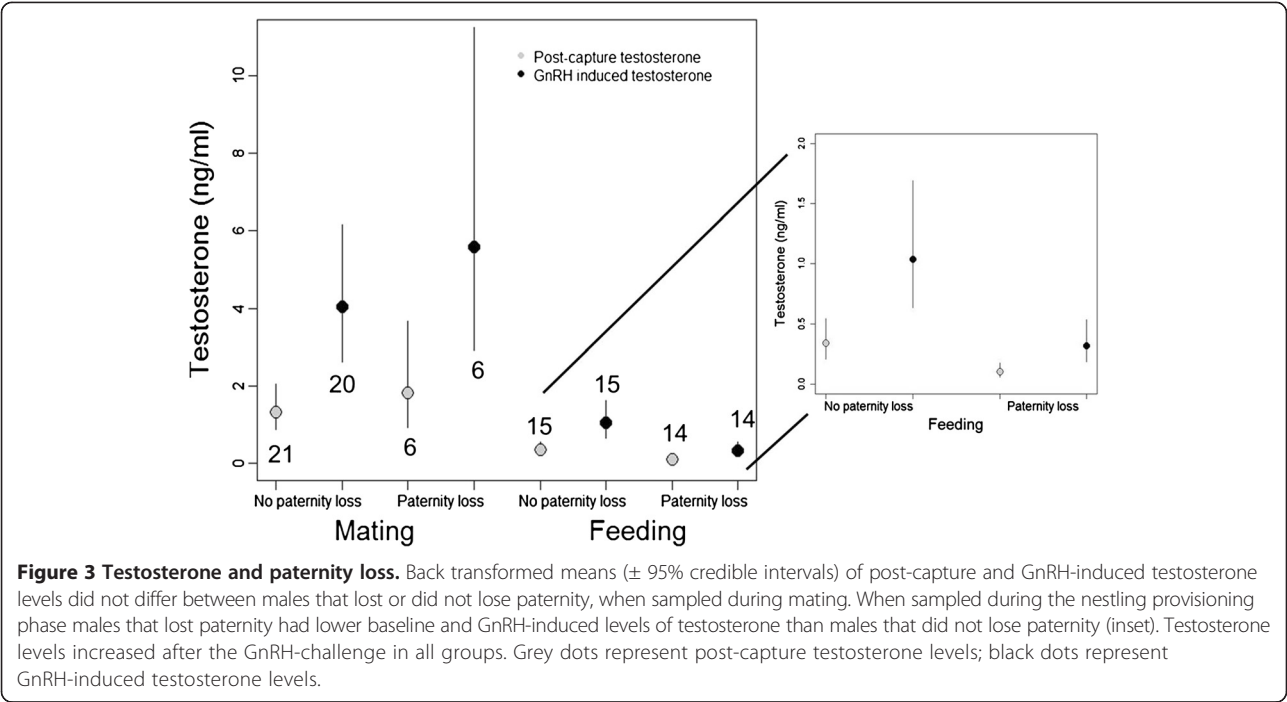 Post-capture testosterone
GnRH induced testosterone
Testosterone (ng/ml)
10
8
6
4
2
0
21
20
6
6
15
15
14
14
No paternity loss
Paternity loss
No paternity loss
Paternity loss
Mating
Feeding
Testosterone (ng/ml)
2.0
1.5
1.0
0.5
0.0
No paternity loss
Paternity loss
Feeding
Figure 3 Testosterone and paternity loss. Back transformed means (± 95% credible intervals) of post-capture and GnRH-induced testosterone
levels did not differ between males that lost or did not lose paternity, when sampled during mating. When sampled during the nestling provisioning
phase males that lost paternity had lower baseline and GnRH-induced levels of testosterone than males that did not lose paternity (inset). Testosterone
levels increased after the GnRH-challenge in all groups. Grey dots represent post-capture testosterone levels; black dots represent
GnRH-induced testosterone levels.